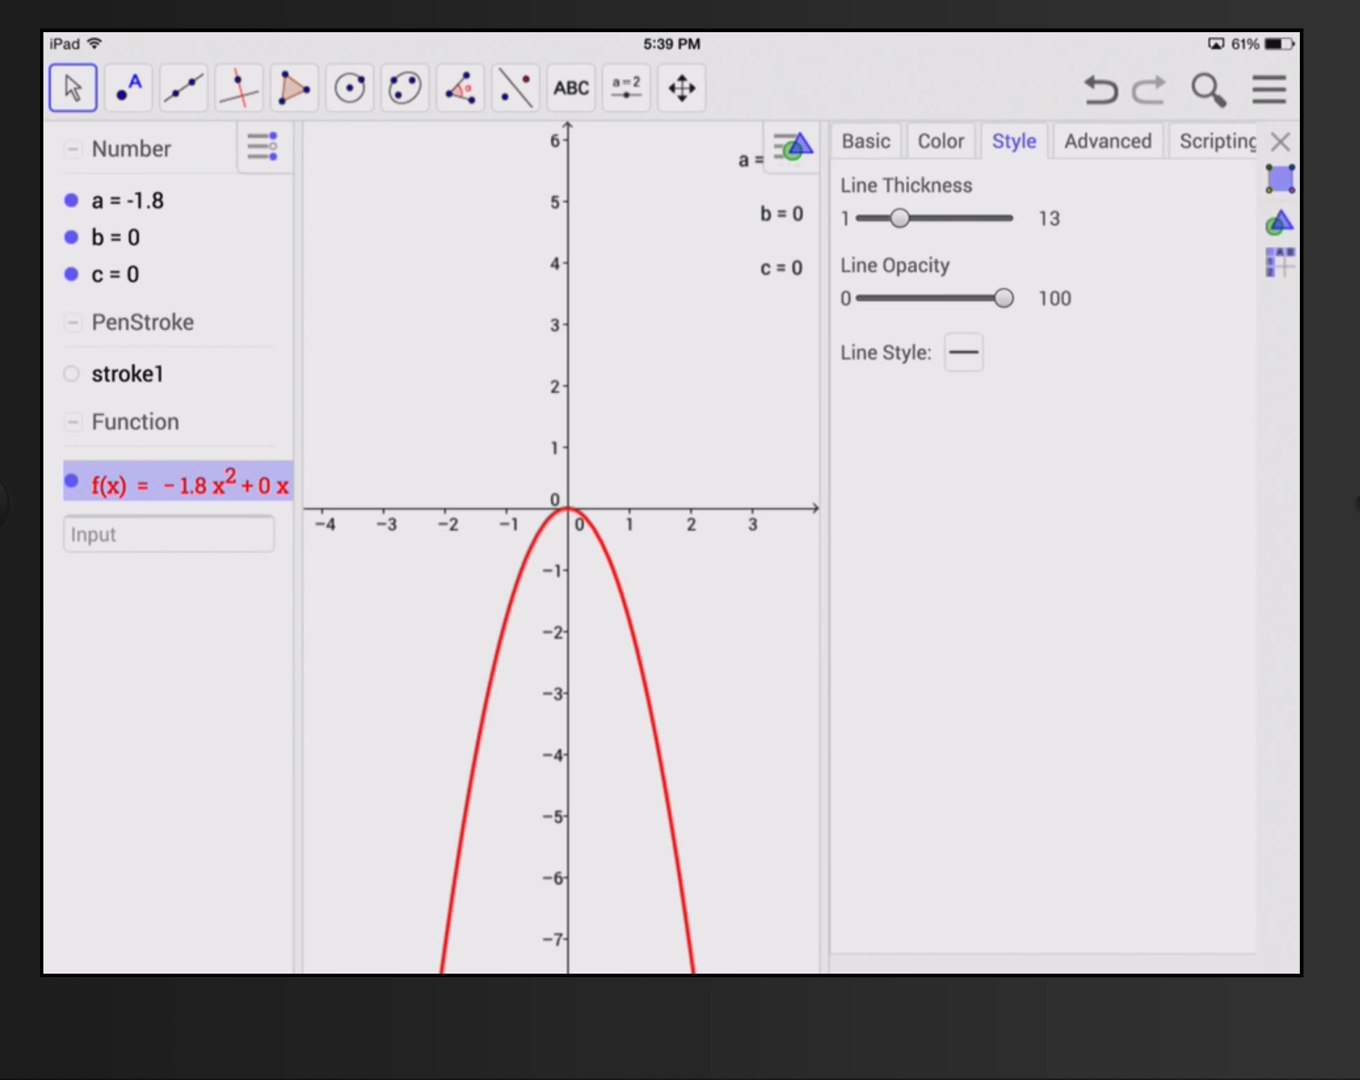 iPad 5:39 PM 61%
A ABC a=2
Number
a = -1.8
b = 0
c = 0
PenStroke
stroke1
Function
f(x) = −1.8 x² + 0 x
Input
a =
b = 0
c = 0
6
5
4
3
2
1
0
−4 −3 −2 −1 0 1 2 3
−1
−2
−3
−4
−5
−6
−7
Basic Color Style Advanced Scripting
Line Thickness
1 13
Line Opacity
0 100
Line Style: